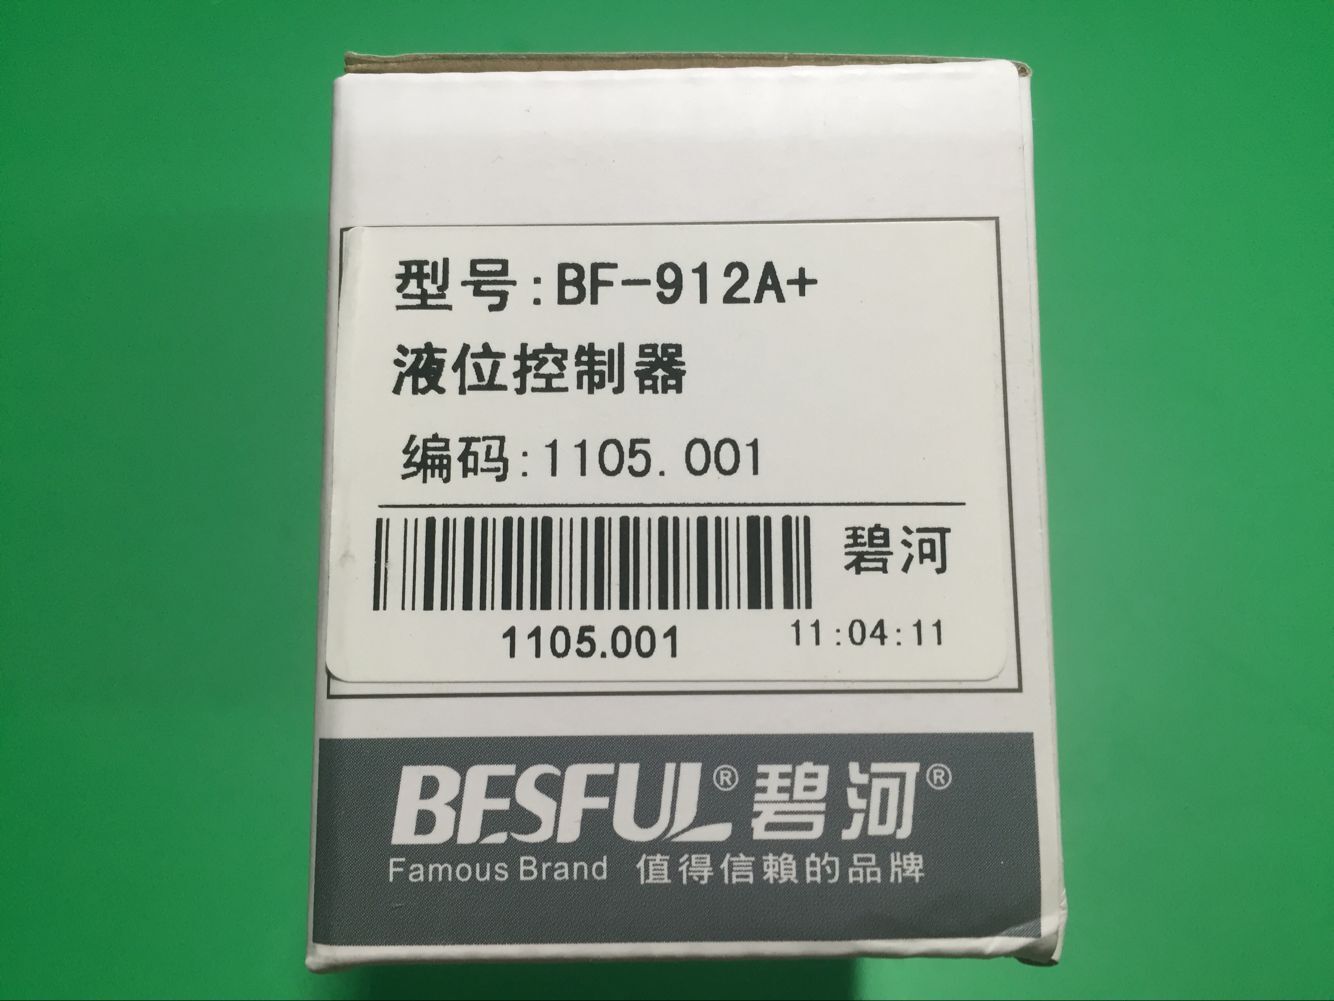 型号:BF-912A+
液位控制器
编码:1105.001
碧河
1105.001
11:04:11
BESFUL® 碧河®
Famous Brand 值得信賴的品牌